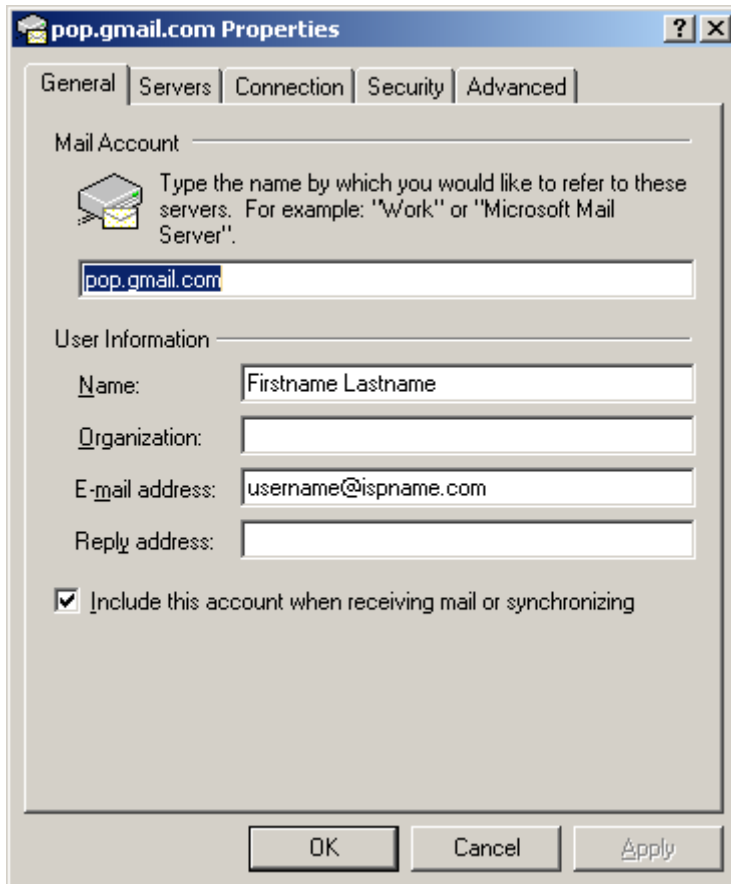 pop.gmail.com Properties
General Servers Connection Security Advanced
Mail Account
Type the name by which you would like to refer to these
servers. For example: "Work" or "Microsoft Mail
Server".
pop.gmail.com
User Information
Name: Firstname Lastname
Organization:
E-mail address: username@ispname.com
Reply address:
Include this account when receiving mail or synchronizing
OK Cancel Apply